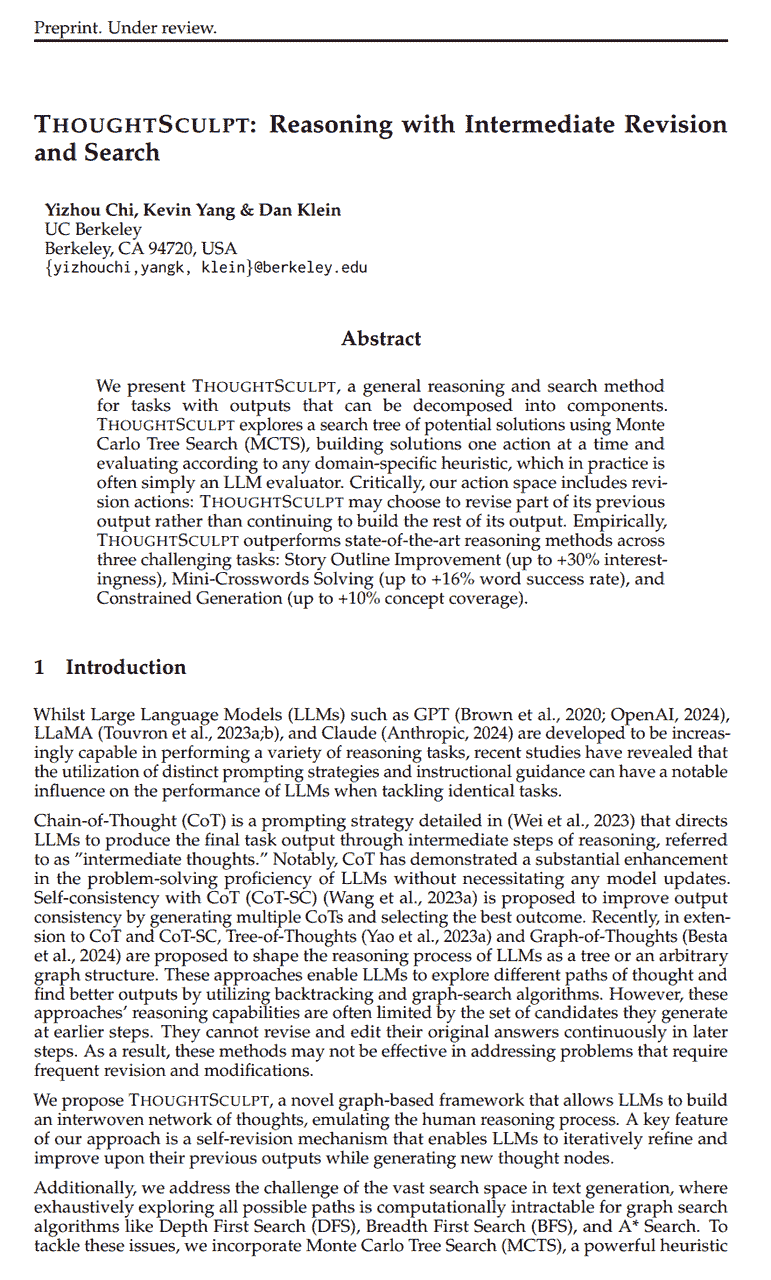 Preprint. Under review.
THOUGHTSCULPT: Reasoning with Intermediate Revision
and Search
Yizhou Chi, Kevin Yang & Dan Klein
UC Berkeley
Berkeley, CA 94720, USA
{yizhouchi,yangk, klein}@berkeley.edu
Abstract
We present THOUGHTSCULPT, a general reasoning and search method
for tasks with outputs that can be decomposed into components.
THOUGHTSCULPT explores a search tree of potential solutions using Monte
Carlo Tree Search (MCTS), building solutions one action at a time and
evaluating according to any domain-specific heuristic, which in practice is
often simply an LLM evaluator. Critically, our action space includes revi-
sion actions: THOUGHTSCULPT may choose to revise part of its previous
output rather than continuing to build the rest of its output. Empirically,
THOUGHTSCULPT outperforms state-of-the-art reasoning methods across
three challenging tasks: Story Outline Improvement (up to +30% interest-
ingness), Mini-Crosswords Solving (up to +16% word success rate), and
Constrained Generation (up to +10% concept coverage).
1 Introduction
Whilst Large Language Models (LLMs) such as GPT (Brown et al., 2020; OpenAI, 2024),
LLaMA (Touvron et al., 2023a;b), and Claude (Anthropic, 2024) are developed to be increas-
ingly capable in performing a variety of reasoning tasks, recent studies have revealed that
the utilization of distinct prompting strategies and instructional guidance can have a notable
influence on the performance of LLMs when tackling identical tasks.
Chain-of-Thought (CoT) is a prompting strategy detailed in (Wei et al., 2023) that directs
LLMs to produce the final task output through intermediate steps of reasoning, referred
to as ”intermediate thoughts.” Notably, CoT has demonstrated a substantial enhancement
in the problem-solving proficiency of LLMs without necessitating any model updates.
Self-consistency with CoT (CoT-SC) (Wang et al., 2023a) is proposed to improve output
consistency by generating multiple CoTs and selecting the best outcome. Recently, in exten-
sion to CoT and CoT-SC, Tree-of-Thoughts (Yao et al., 2023a) and Graph-of-Thoughts (Besta
et al., 2024) are proposed to shape the reasoning process of LLMs as a tree or an arbitrary
graph structure. These approaches enable LLMs to explore different paths of thought and
find better outputs by utilizing backtracking and graph-search algorithms. However, these
approaches’ reasoning capabilities are often limited by the set of candidates they generate
at earlier steps. They cannot revise and edit their original answers continuously in later
steps. As a result, these methods may not be effective in addressing problems that require
frequent revision and modifications.
We propose THOUGHTSCULPT, a novel graph-based framework that allows LLMs to build
an interwoven network of thoughts, emulating the human reasoning process. A key feature
of our approach is a self-revision mechanism that enables LLMs to iteratively refine and
improve upon their previous outputs while generating new thought nodes.
Additionally, we address the challenge of the vast search space in text generation, where
exhaustively exploring all possible paths is computationally intractable for graph search
algorithms like Depth First Search (DFS), Breadth First Search (BFS), and A* Search. To
tackle these issues, we incorporate Monte Carlo Tree Search (MCTS), a powerful heuristic